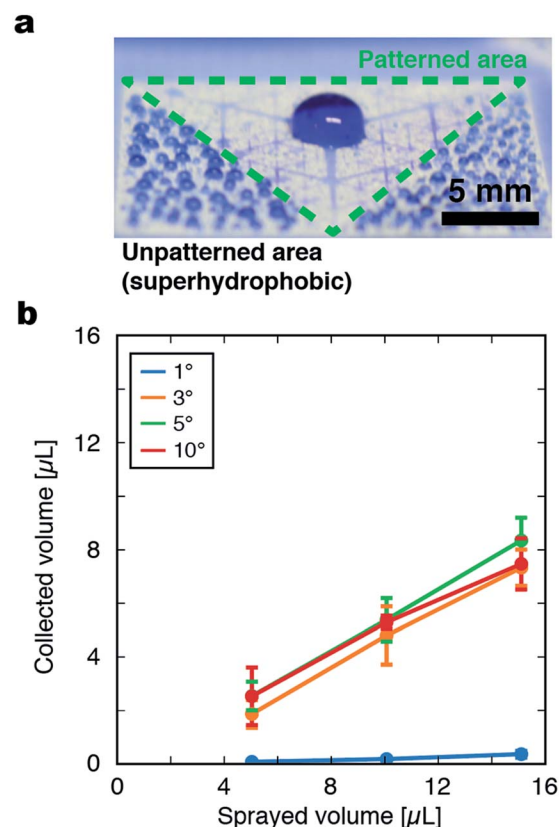 a
Patterned area
5 mm
Unpatterned area
(superhydrophobic)
b
16
12
8
4
0
Collected volume [µL]
1°
3°
5°
10°
0 4 8 12 16
Sprayed volume [µL]